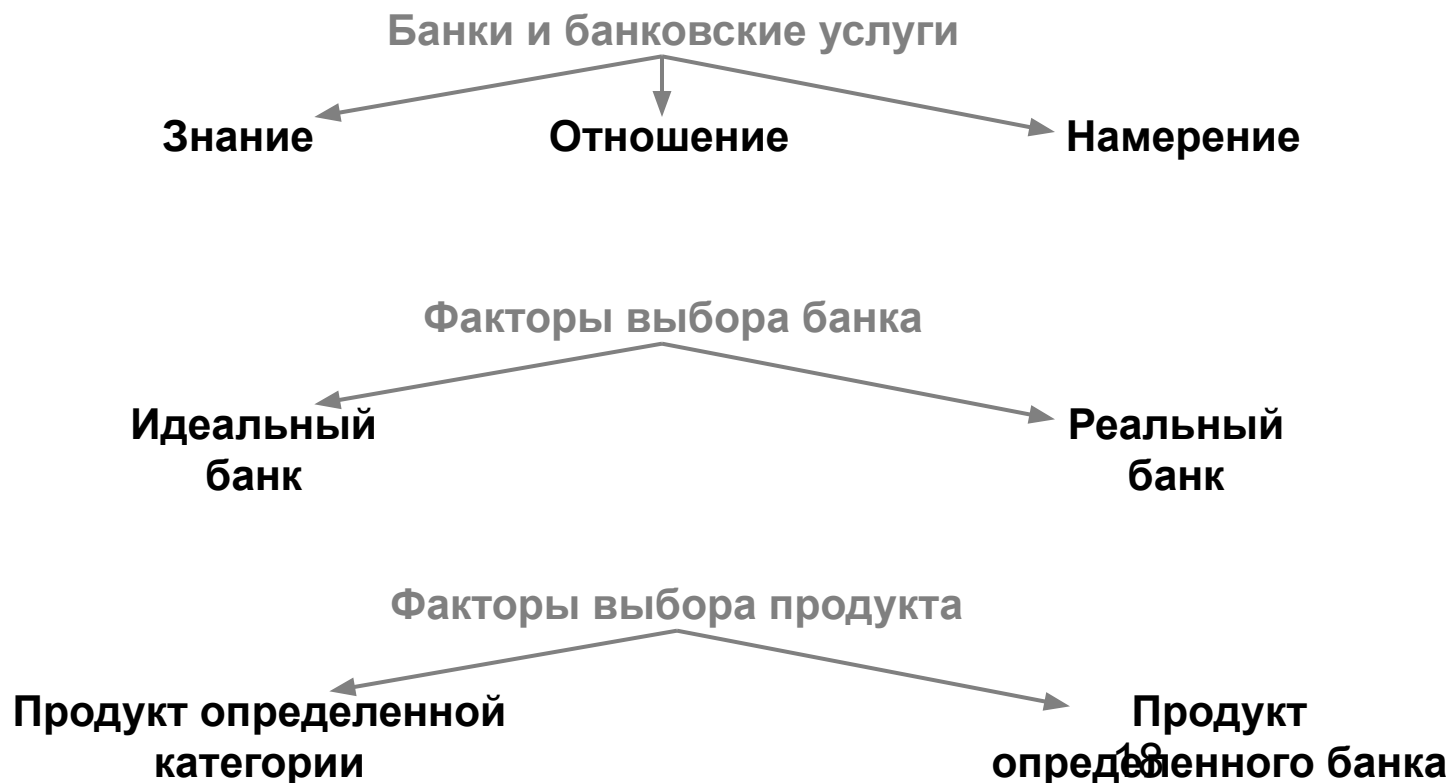 Банки и банковские услуги
Знание Отношение Намерение
Факторы выбора банка
Идеальный банк
Реальный банк
Факторы выбора продукта
Продукт определенной категории
Продукт определенного банка
18